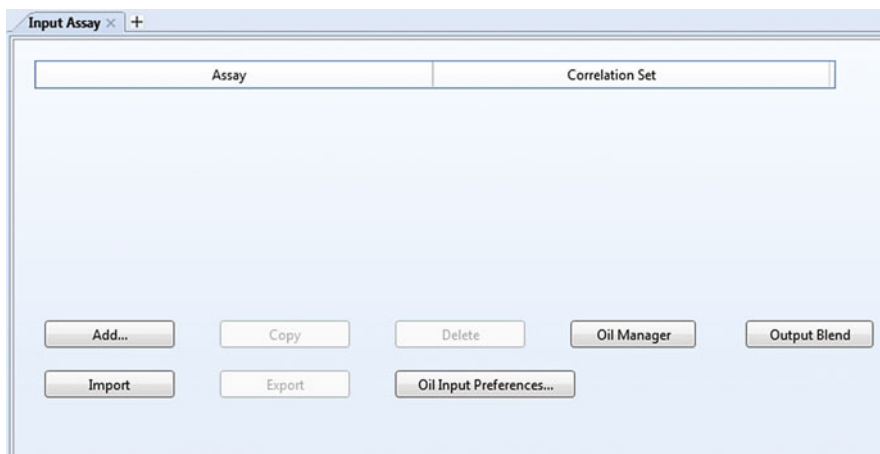 Input Assay
Assay Correlation Set
Add... Copy Delete Oil Manager Output Blend
Import Export Oil Input Preferences...